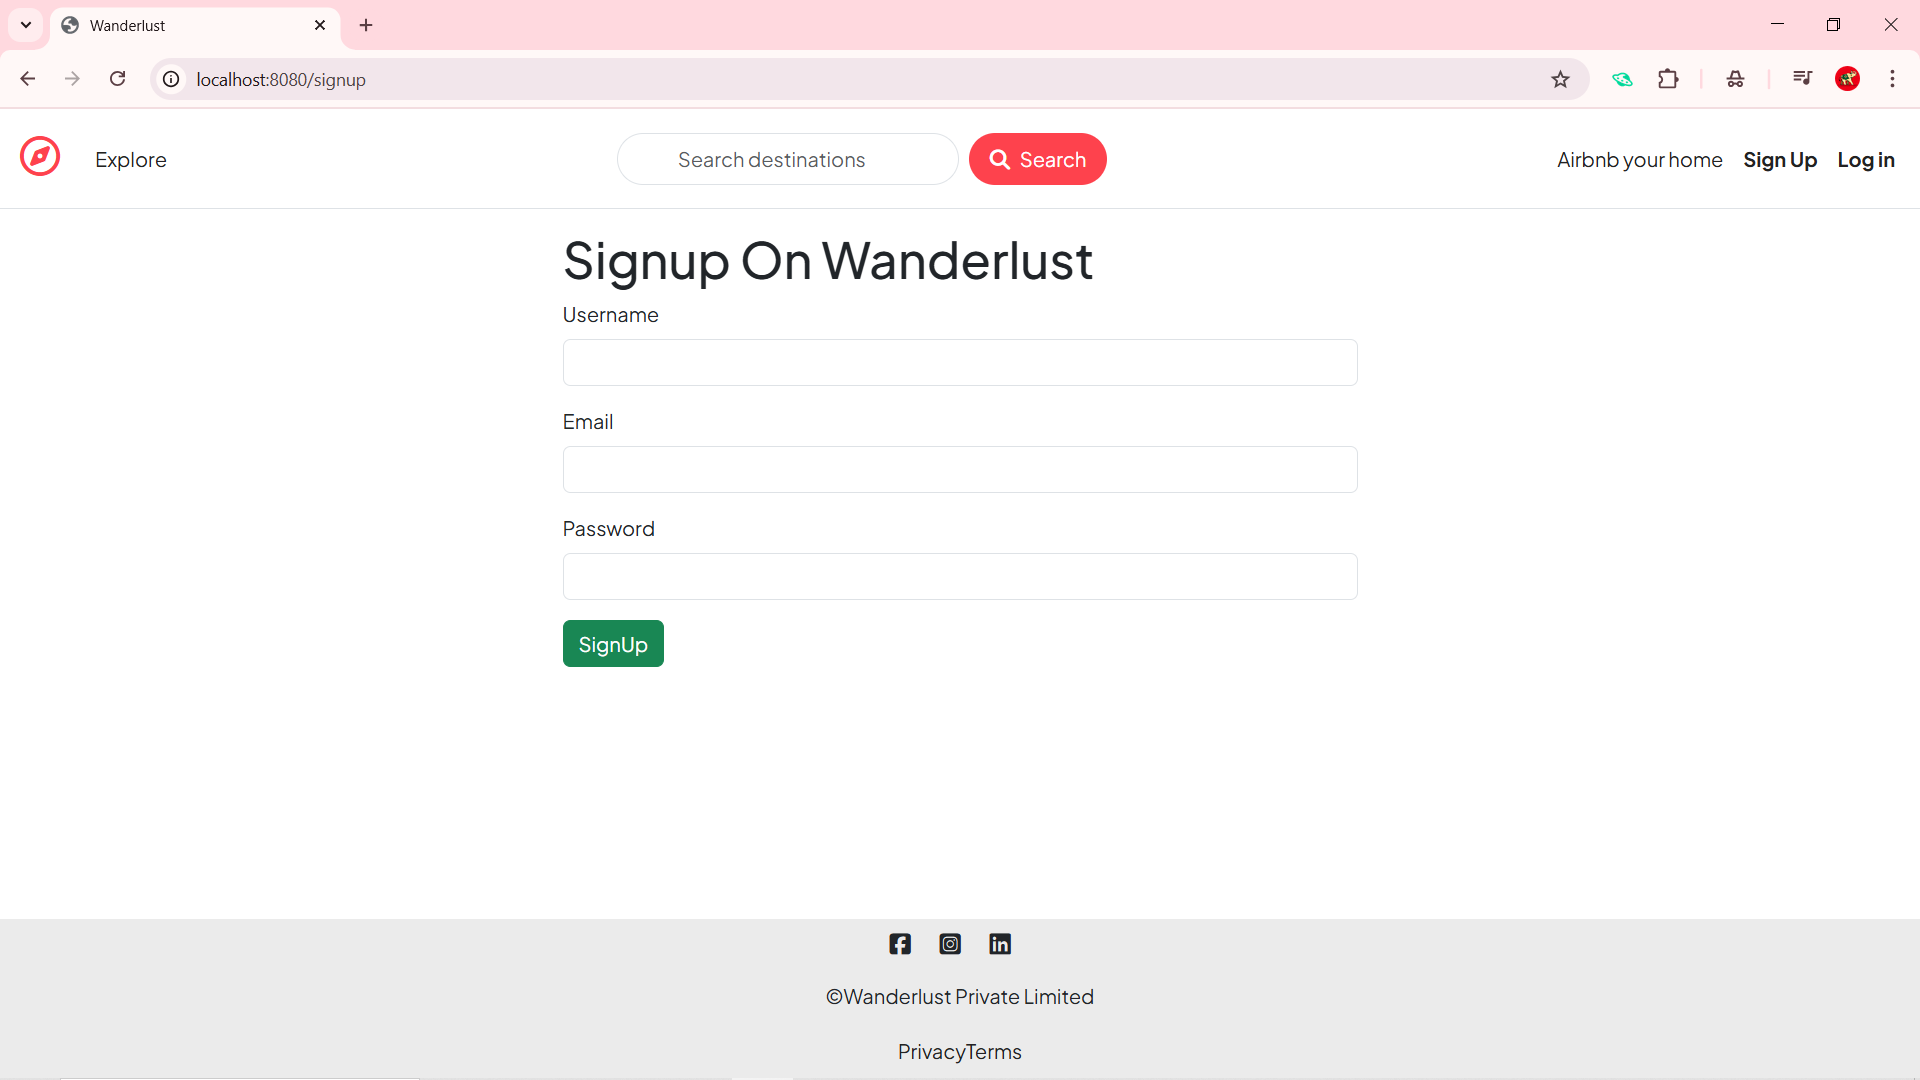 Wanderlust
localhost:8080/signup
Explore
Search destinations
Search
Airbnb your home
Sign Up
Log in
Signup On Wanderlust
Username
Email
Password
SignUp
©Wanderlust Private Limited
PrivacyTerms